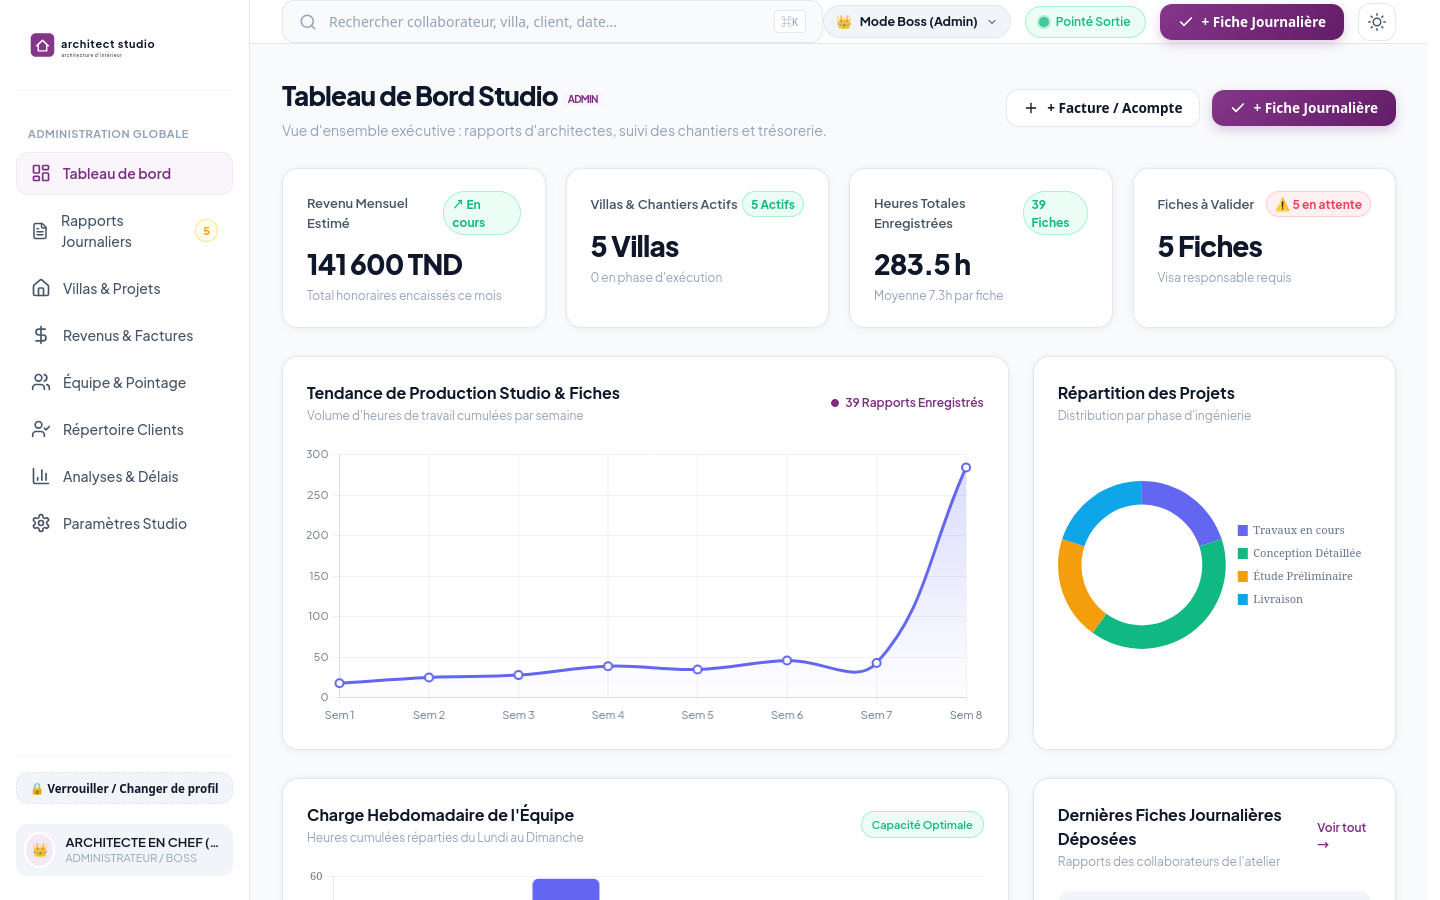 architect studio
architecture d'intérieur
ADMINISTRATION GLOBALE
Tableau de bord
Rapports
Journaliers
5
Villas & Projets
Revenus & Factures
Équipe & Pointage
Répertoire Clients
Analyses & Délais
Paramètres Studio
🔒 Verrouiller / Changer de profil
ARCHITECTE EN CHEF (...
ADMINISTRATEUR / BOSS
Rechercher collaborateur, villa, client, date...
⌘K
👑 Mode Boss (Admin)
Pointé Sortie
+ Fiche Journalière
Tableau de Bord Studio ADMIN
Vue d'ensemble exécutive : rapports d'architectes, suivi des chantiers et trésorerie.
+ Facture / Acompte
+ Fiche Journalière
Revenu Mensuel
Estimé
↗ En
cours
141 600 TND
Total honoraires encaissés ce mois
Villas & Chantiers Actifs
5 Actifs
5 Villas
0 en phase d'exécution
Heures Totales
Enregistrées
39
Fiches
283.5 h
Moyenne 7.3h par fiche
Fiches à Valider
⚠️ 5 en attente
5 Fiches
Visa responsable requis
Tendance de Production Studio & Fiches
Volume d'heures de travail cumulées par semaine
39 Rapports Enregistrés
300
250
200
150
100
50
0
Sem 1 Sem 2 Sem 3 Sem 4 Sem 5 Sem 6 Sem 7 Sem 8
Répartition des Projets
Distribution par phase d'ingénierie
Travaux en cours
Conception Détaillée
Étude Préliminaire
Livraison
Charge Hebdomadaire de l'Équipe
Heures cumulées réparties du Lundi au Dimanche
Capacité Optimale
60
Dernières Fiches Journalières
Déposées
Rapports des collaborateurs de l'atelier
Voir tout
→